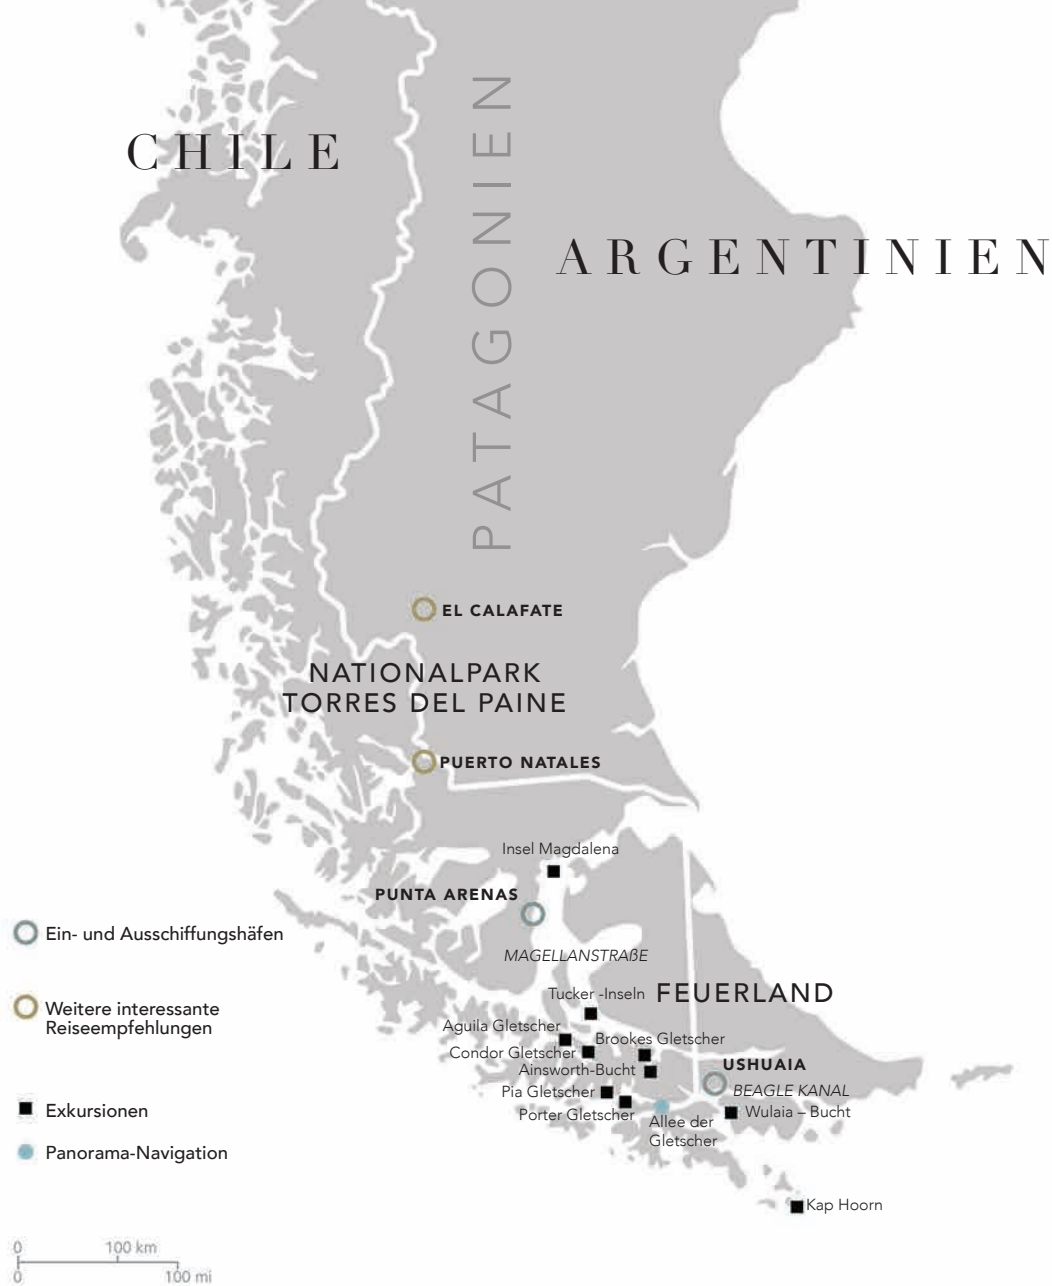 CHILE
PATAGONIEN
ARGENTINIEN
EL CALAFATE
NATIONALPARK
TORRES DEL PAINE
PUERTO NATALES
Insel Magdalena
PUNTA ARENAS
Ein- und Ausschiffungshäfen
MAGELLANSTRAßE
Tucker -Inseln
FEUERLAND
Weitere interessante
Reiseempfehlungen
Aguila Gletscher
Brookes Gletscher
Condor Gletscher
Ainsworth-Bucht
USHUAIA
BEAGLE KANAL
Pia Gletscher
Porter Gletscher
Wulaia – Bucht
Allee der
Gletscher
Exkursionen
Panorama-Navigation
Kap Hoorn
0 100 km
0 100 mi